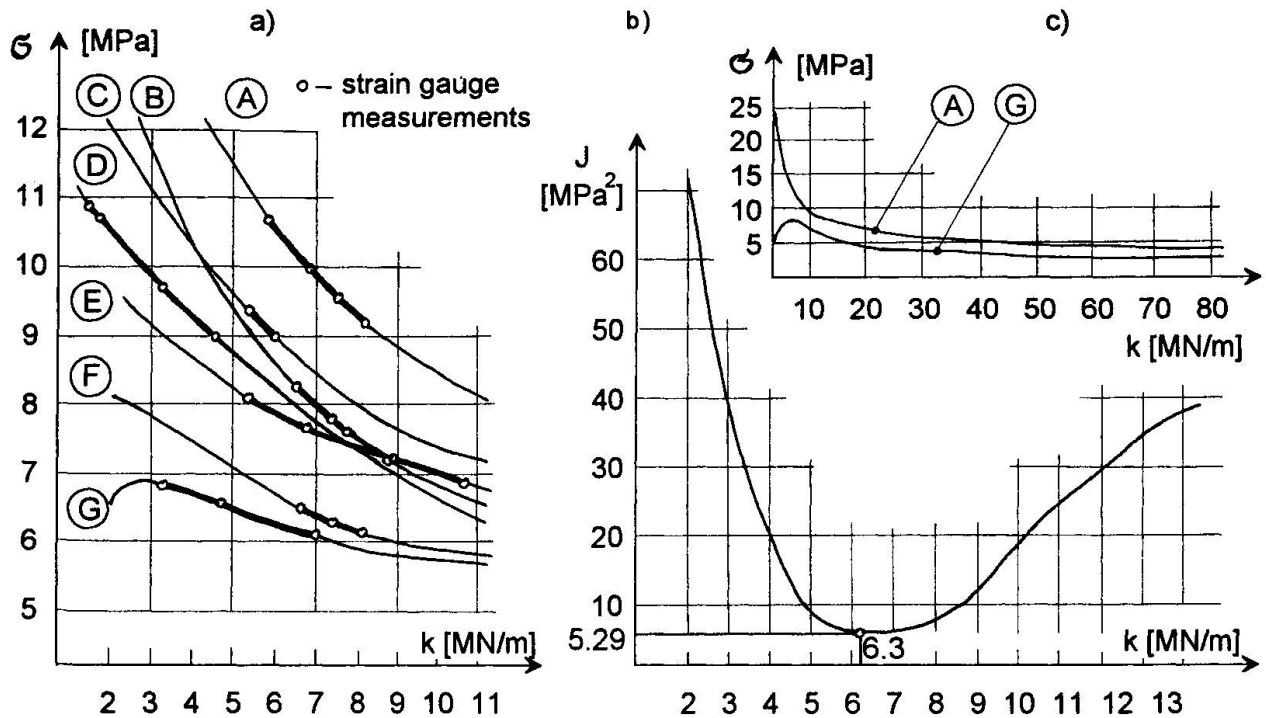 a)
б [MPa]
C B A
o – strain gauge
measurements
12
D
11
10
E
9
F
8
7
G
6
5
k [MN/m]
2 3 4 5 6 7 8 9 10 11
b)
J
[MPa²]
60
50
40
30
20
10
5.29
6.3
k [MN/m]
2 3 4 5 6 7 8 9 10 11 12 13
c)
б [MPa]
A G
25
20
15
10
5
10 20 30 40 50 60 70 80
k [MN/m]